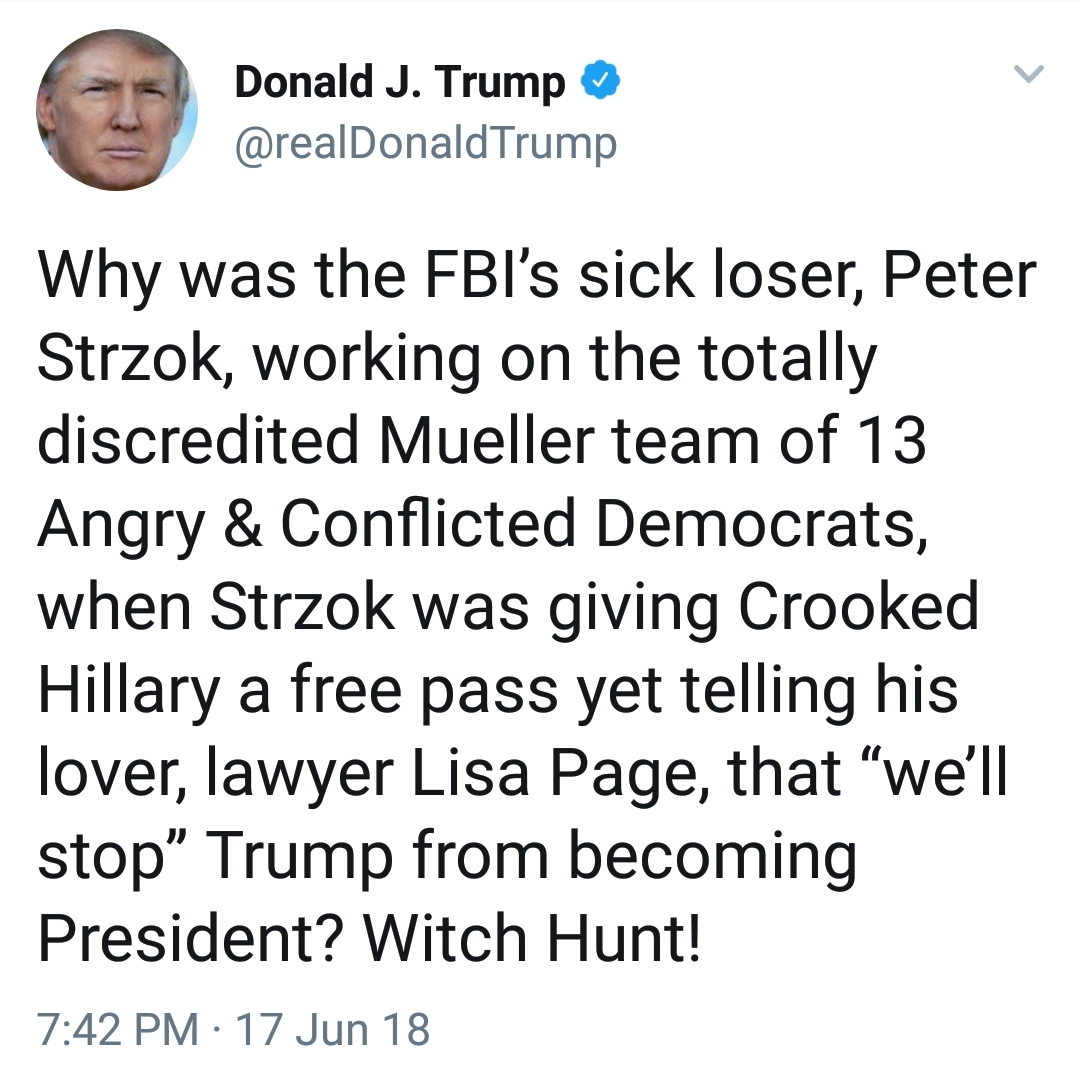 Donald J. Trump
@realDonaldTrump
Why was the FBI’s sick loser, Peter
Strzok, working on the totally
discredited Mueller team of 13
Angry & Conflicted Democrats,
when Strzok was giving Crooked
Hillary a free pass yet telling his
lover, lawyer Lisa Page, that “we’ll
stop” Trump from becoming
President? Witch Hunt!
7:42 PM · 17 Jun 18